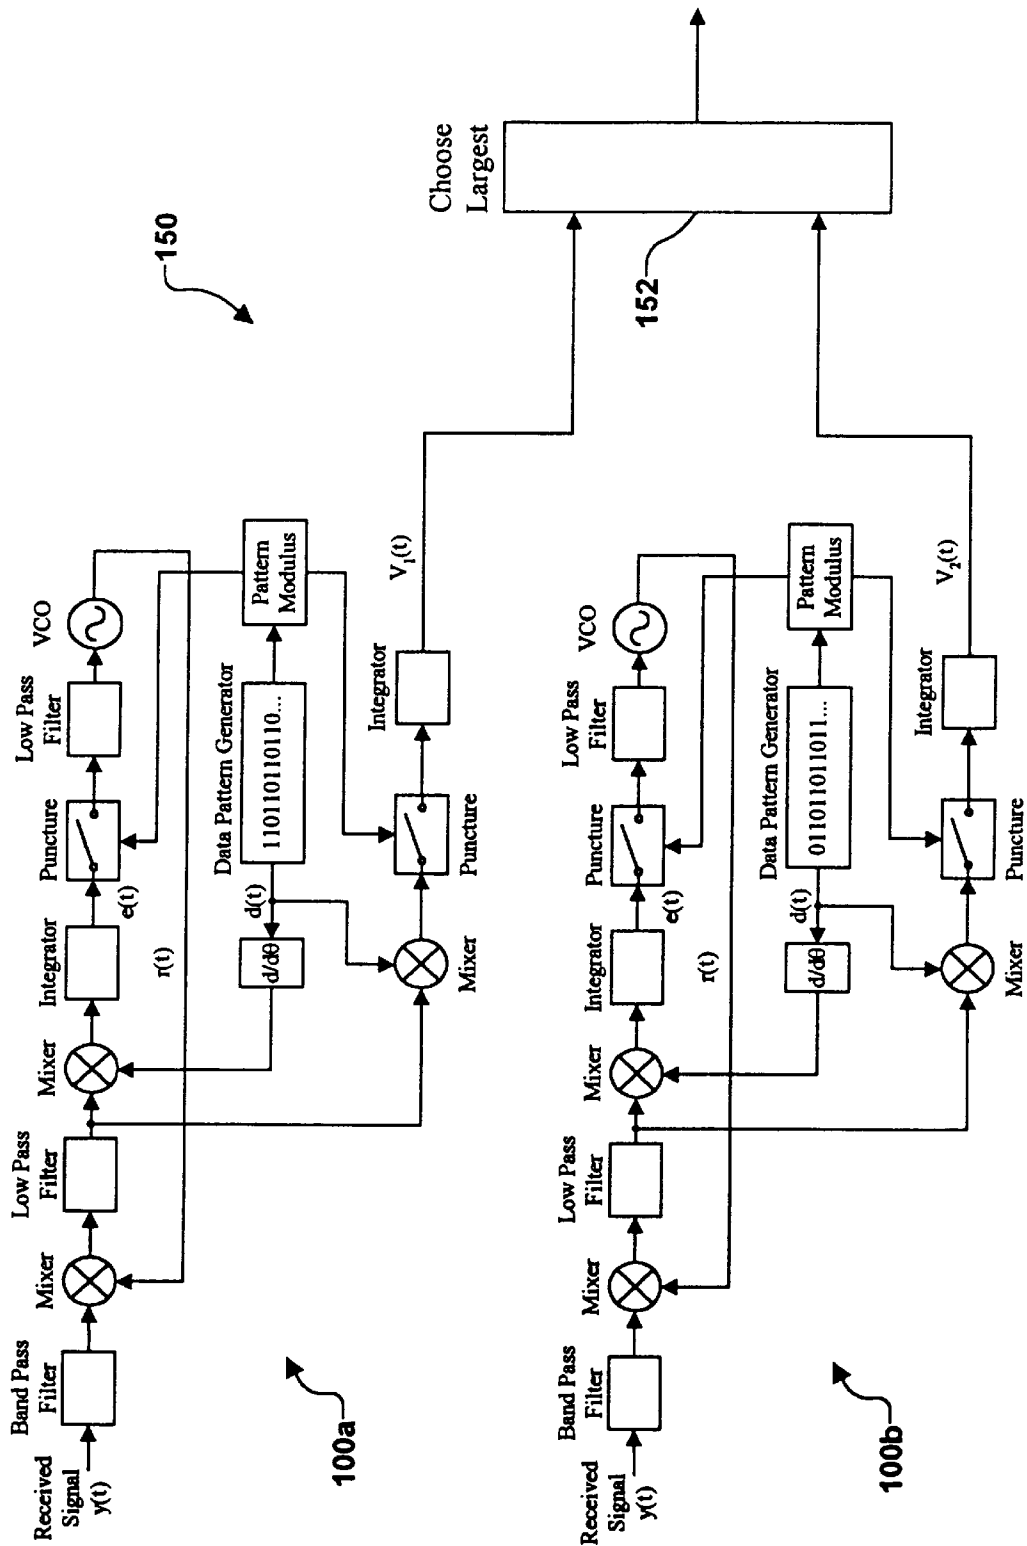 150
Choose
Largest
152
Received
Signal
y(t)
Band Pass
Filter
Mixer
Low Pass
Filter
Mixer
Integrator
e(t)
Puncture
Low Pass
Filter
VCO
r(t)
d/dθ
d(t)
Data Pattern Generator
110110110110...
Pattern
Modulus
Mixer
Puncture
Integrator
V1(t)
100a
Received
Signal
y(t)
Band Pass
Filter
Mixer
Low Pass
Filter
Mixer
Integrator
e(t)
Puncture
Low Pass
Filter
VCO
r(t)
d/dθ
d(t)
Data Pattern Generator
011011011011...
Pattern
Modulus
Mixer
Puncture
Integrator
V2(t)
100b